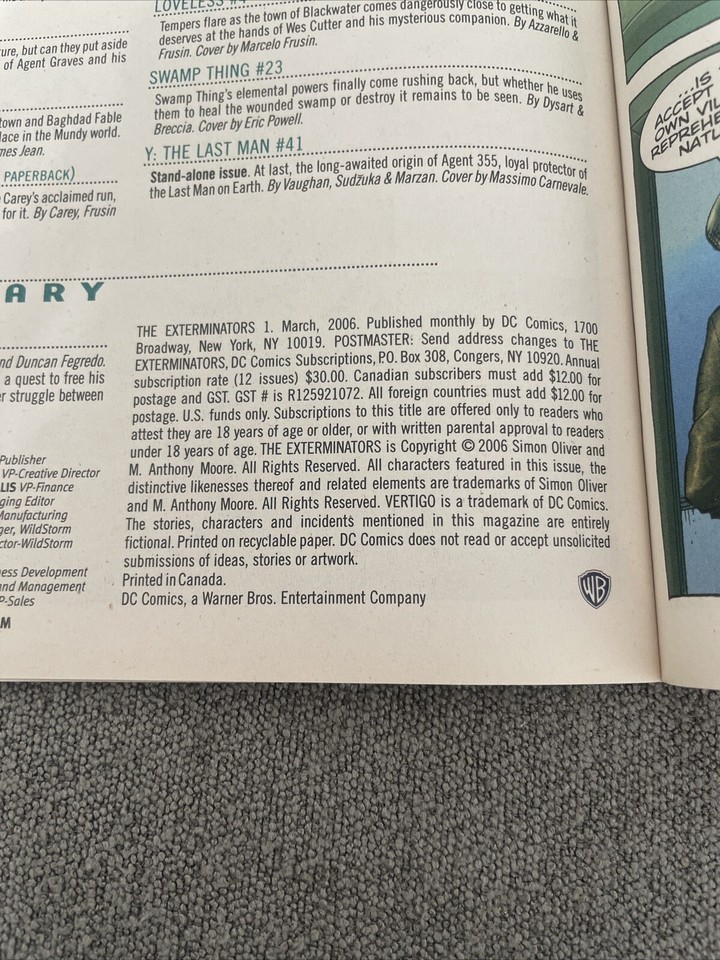 LOVELESS #4
Tempers flare as the town of Blackwater comes dangerously close to getting what it
deserves at the hands of Wes Cutter and his mysterious companion. By Azzarello &
Frusin. Cover by Marcelo Frusin.
SWAMP THING #23
Swamp Thing's elemental powers finally come rushing back, but whether he uses
them to heal the wounded swamp or destroy it remains to be seen. By Dysart &
Breccia. Cover by Eric Powell.
Y: THE LAST MAN #41
Stand-alone issue. At last, the long-awaited origin of Agent 355, loyal protector of
the Last Man on Earth. By Vaughan, Sudžuka & Marzan. Cover by Massimo Carnevale.
ure, but can they put aside
of Agent Graves and his
town and Baghdad Fable
lace in the Mundy world.
mes Jean.
PAPERBACK)
Carey's acclaimed run,
for it. By Carey, Frusin
ARY
nd Duncan Fegredo.
a quest to free his
r struggle between
Publisher
VP-Creative Director
LIS VP-Finance
ging Editor
Manufacturing
ger, WildStorm
ctor-WildStorm
ess Development
nd Management
P-Sales
M
THE EXTERMINATORS 1. March, 2006. Published monthly by DC Comics, 1700
Broadway, New York, NY 10019. POSTMASTER: Send address changes to THE
EXTERMINATORS, DC Comics Subscriptions, P.O. Box 308, Congers, NY 10920. Annual
subscription rate (12 issues) $30.00. Canadian subscribers must add $12.00 for
postage and GST. GST # is R125921072. All foreign countries must add $12.00 for
postage. U.S. funds only. Subscriptions to this title are offered only to readers who
attest they are 18 years of age or older, or with written parental approval to readers
under 18 years of age. THE EXTERMINATORS is Copyright © 2006 Simon Oliver and
M. Anthony Moore. All Rights Reserved. All characters featured in this issue, the
distinctive likenesses thereof and related elements are trademarks of Simon Oliver
and M. Anthony Moore. All Rights Reserved. VERTIGO is a trademark of DC Comics.
The stories, characters and incidents mentioned in this magazine are entirely
fictional. Printed on recyclable paper. DC Comics does not read or accept unsolicited
submissions of ideas, stories or artwork.
Printed in Canada.
DC Comics, a Warner Bros. Entertainment Company
WB
...IS
ACCEPT
OWN VIL
REPREHE
NATU